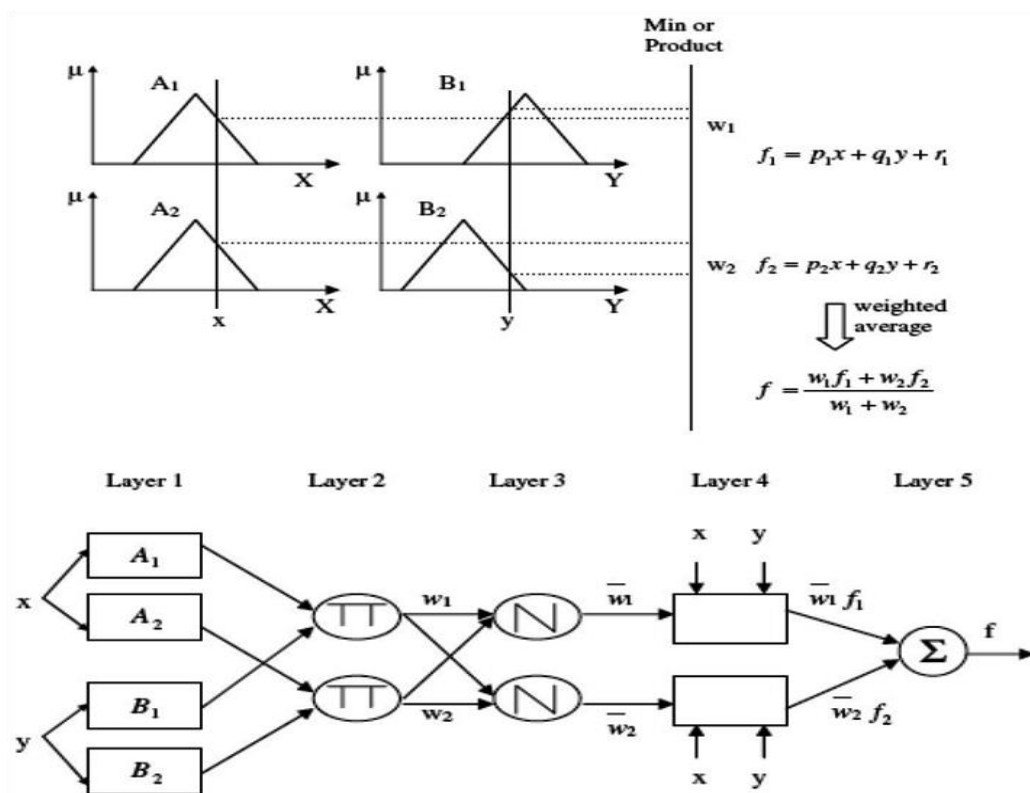 Min or
Product
μ A₁ μ B₁
w₁
f₁ = p₁x + q₁y + r₁
X Y
μ A₂ μ B₂
w₂ f₂ = p₂x + q₂y + r₂
X Y
x y
weighted
average
f = (w₁f₁ + w₂f₂) / (w₁ + w₂)
Layer 1 Layer 2 Layer 3 Layer 4 Layer 5
x y
A₁
x
A₂
∏ w₁ N w̅₁ w̅₁ f₁
f
Σ
B₁
∏ w₂ N w̅₂ w̅₂ f₂
y
B₂
x y